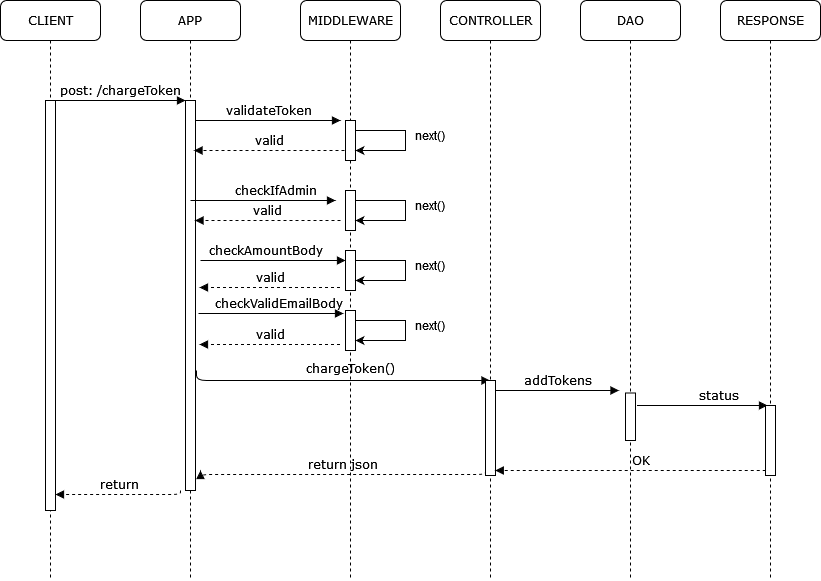 CLIENT
APP
MIDDLEWARE
CONTROLLER
DAO
RESPONSE
post: /chargeToken
validateToken
next()
valid
checkIfAdmin
next()
valid
checkAmountBody
next()
valid
checkValidEmailBody
next()
valid
chargeToken()
addTokens
status
OK
return json
return